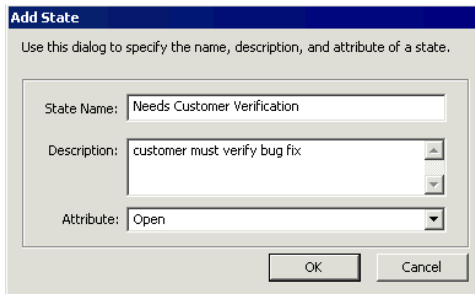 Add State
Use this dialog to specify the name, description, and attribute of a state.
State Name: Needs Customer Verification
Description: customer must verify bug fix
Attribute: Open
OK Cancel